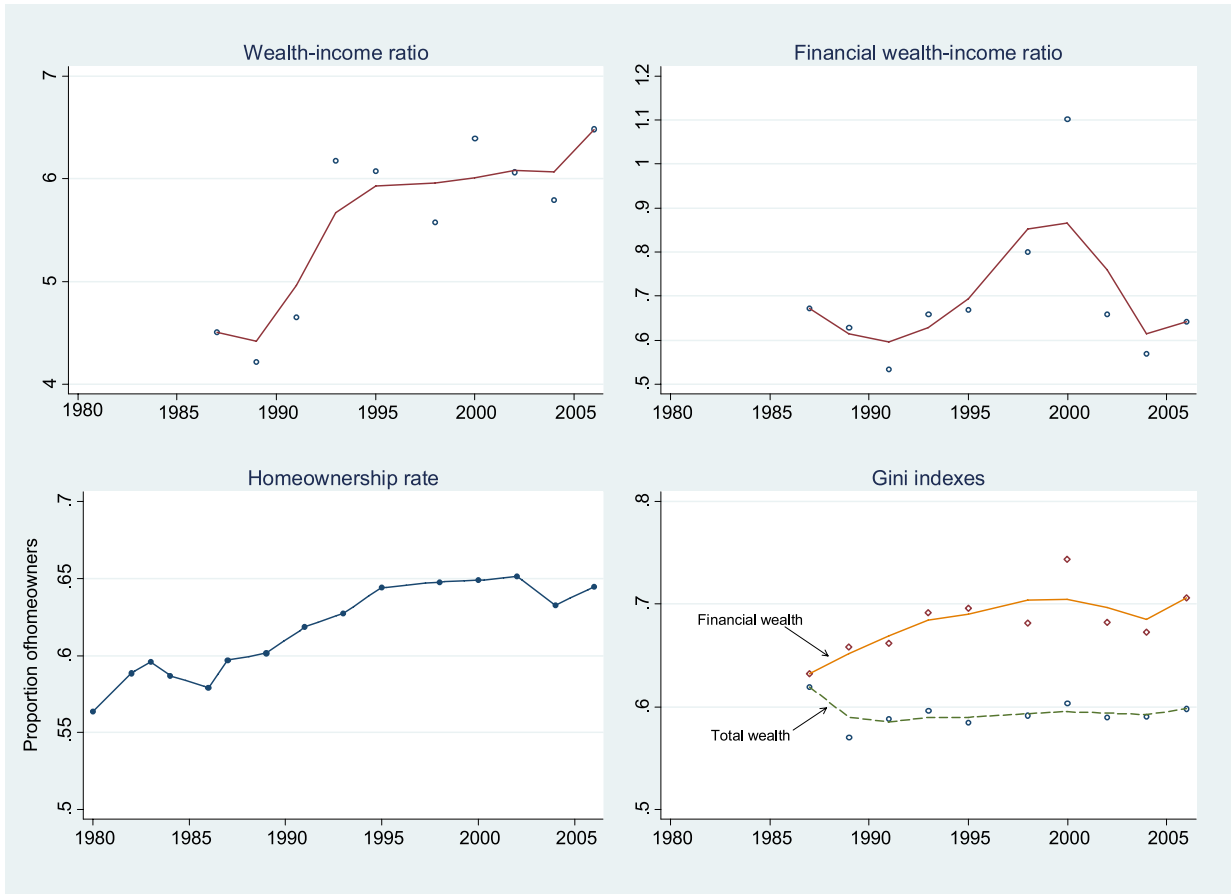 Wealth-income ratio
7
6
5
4
1980 1985 1990 1995 2000 2005
Financial wealth-income ratio
1.2
1.1
1
.9
.8
.7
.6
.5
1980 1985 1990 1995 2000 2005
Homeownership rate
Proportion ofhomeowners
.7
.65
.6
.55
.5
1980 1985 1990 1995 2000 2005
Gini indexes
.8
.7
.6
.5
Financial wealth
Total wealth
1980 1985 1990 1995 2000 2005